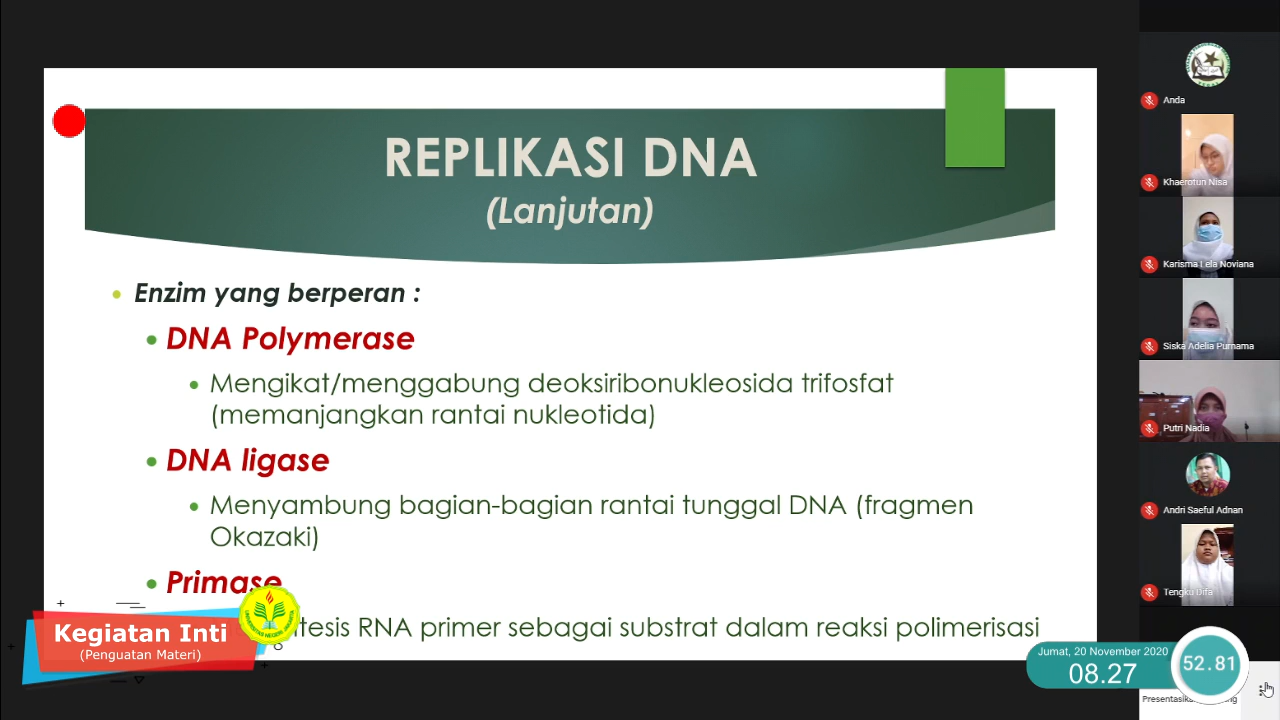 REPLIKASI DNA
(Lanjutan)
Enzim yang berperan :
DNA Polymerase
Mengikat/menggabung deoksiribonukleosida trifosfat
(memanjangkan rantai nukleotida)
DNA ligase
Menyambung bagian-bagian rantai tunggal DNA (fragmen
Okazaki)
Primase
RNA primer sebagai substrat dalam reaksi polimerisasi
Kegiatan Inti
(Penguatan Materi)
Anda
Khaerotun Nisa
Karisma Lela Noviana
Siska Adelia Purnama
Putri Nadia
Andri Saeful Adnan
Tengku Difa
Jumat, 20 November 2020
08.27
52.81